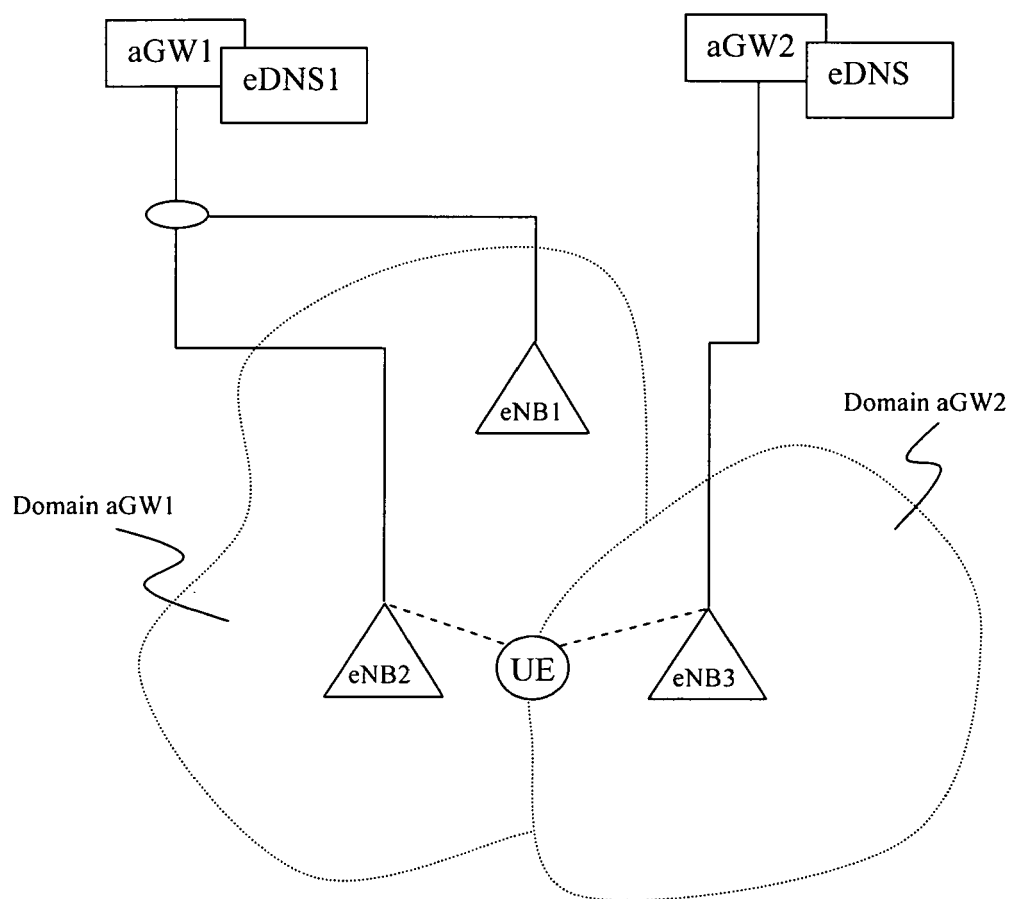 aGW1
eDNS1
aGW2
eDNS
eNB1
Domain aGW2
Domain aGW1
eNB2
UE
eNB3